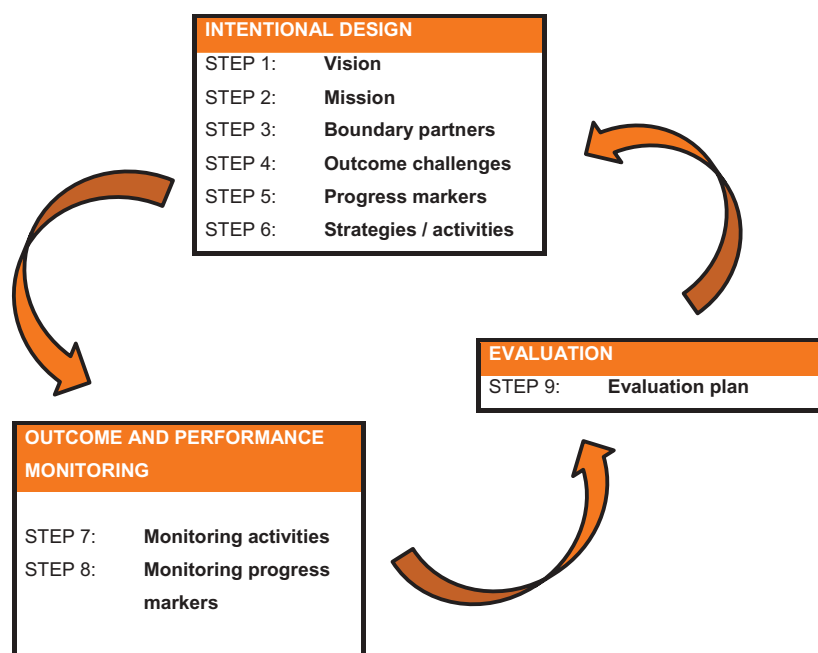 INTENTIONAL DESIGN
STEP 1: Vision
STEP 2: Mission
STEP 3: Boundary partners
STEP 4: Outcome challenges
STEP 5: Progress markers
STEP 6: Strategies / activities
OUTCOME AND PERFORMANCE
MONITORING
STEP 7: Monitoring activities
STEP 8: Monitoring progress
markers
EVALUATION
STEP 9: Evaluation plan